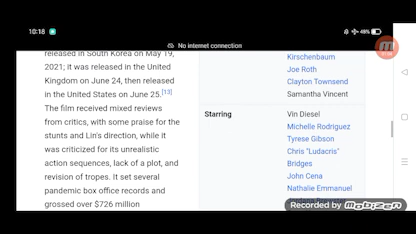 10:18
48%
No internet connection
released in South Korea on May 19,
2021; it was released in the United
Kingdom on June 24, then released
in the United States on June 25.[13]
The film received mixed reviews
from critics, with some praise for the
stunts and Lin's direction, while it
was criticized for its unrealistic
action sequences, lack of a plot, and
revision of tropes. It set several
pandemic box office records and
grossed over $726 million
Kirschenbaum
Joe Roth
Clayton Townsend
Samantha Vincent
Starring
Vin Diesel
Michelle Rodriguez
Tyrese Gibson
Chris "Ludacris"
Bridges
John Cena
Nathalie Emmanuel
Recorded by Mobizen